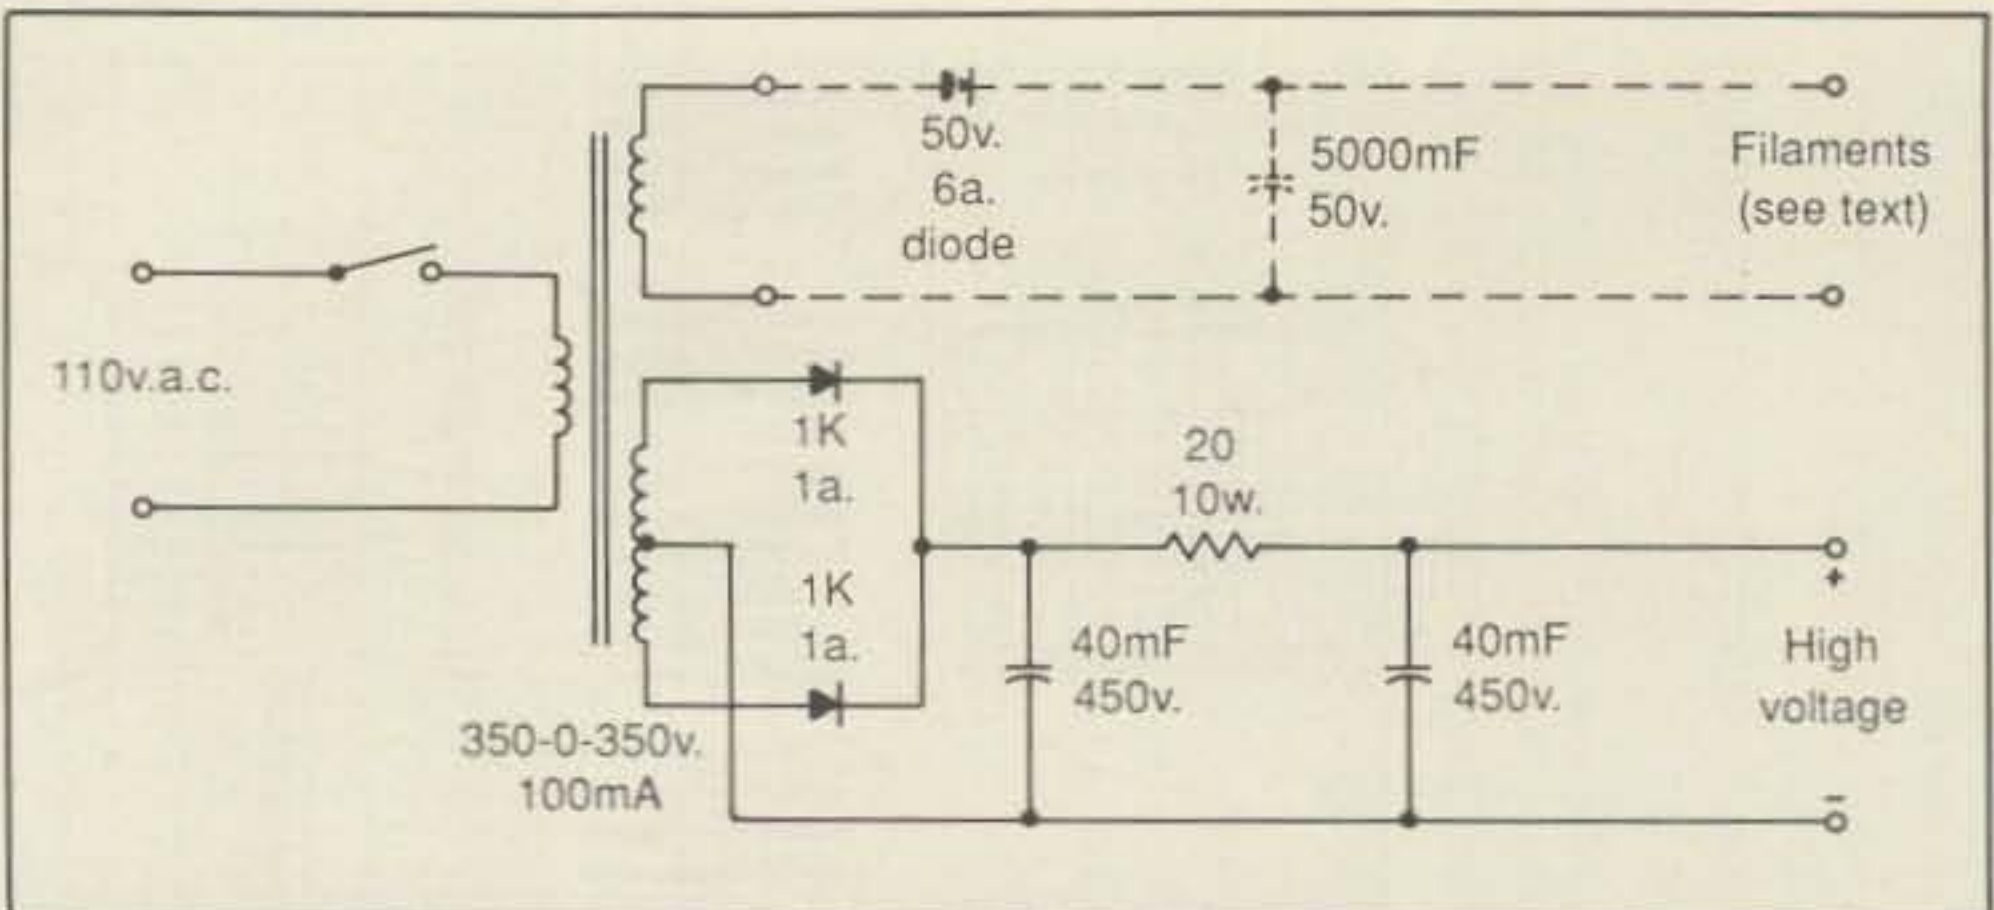 50v.
6a.
diode
5000mF
50v.
Filaments
(see text)
110v.a.c.
1K
1a.
1K
1a.
350-0-350v.
100mA
20
10w.
40mF
450v.
40mF
450v.
+
High
voltage
-